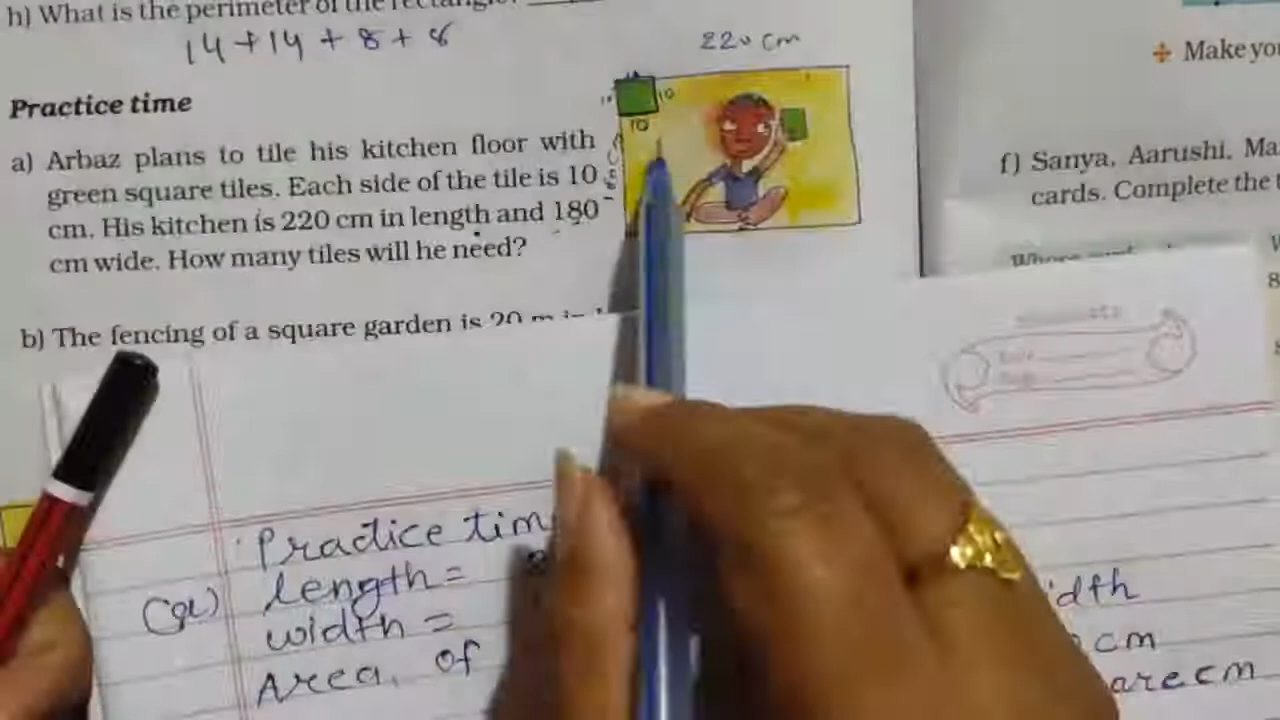 h) What is the perimeter of the rectangle?
14 + 14 + 8 + 8
220 cm
Practice time
10
10
a) Arbaz plans to tile his kitchen floor with
green square tiles. Each side of the tile is 10
cm. His kitchen is 220 cm in length and 180
cm wide. How many tiles will he need?
b) The fencing of a square garden is 20 m in
Make you
f) Sanya, Aarushi, Ma
cards. Complete the t
Practice tim
(a) length =
width =
Area of
idth
cm
are cm